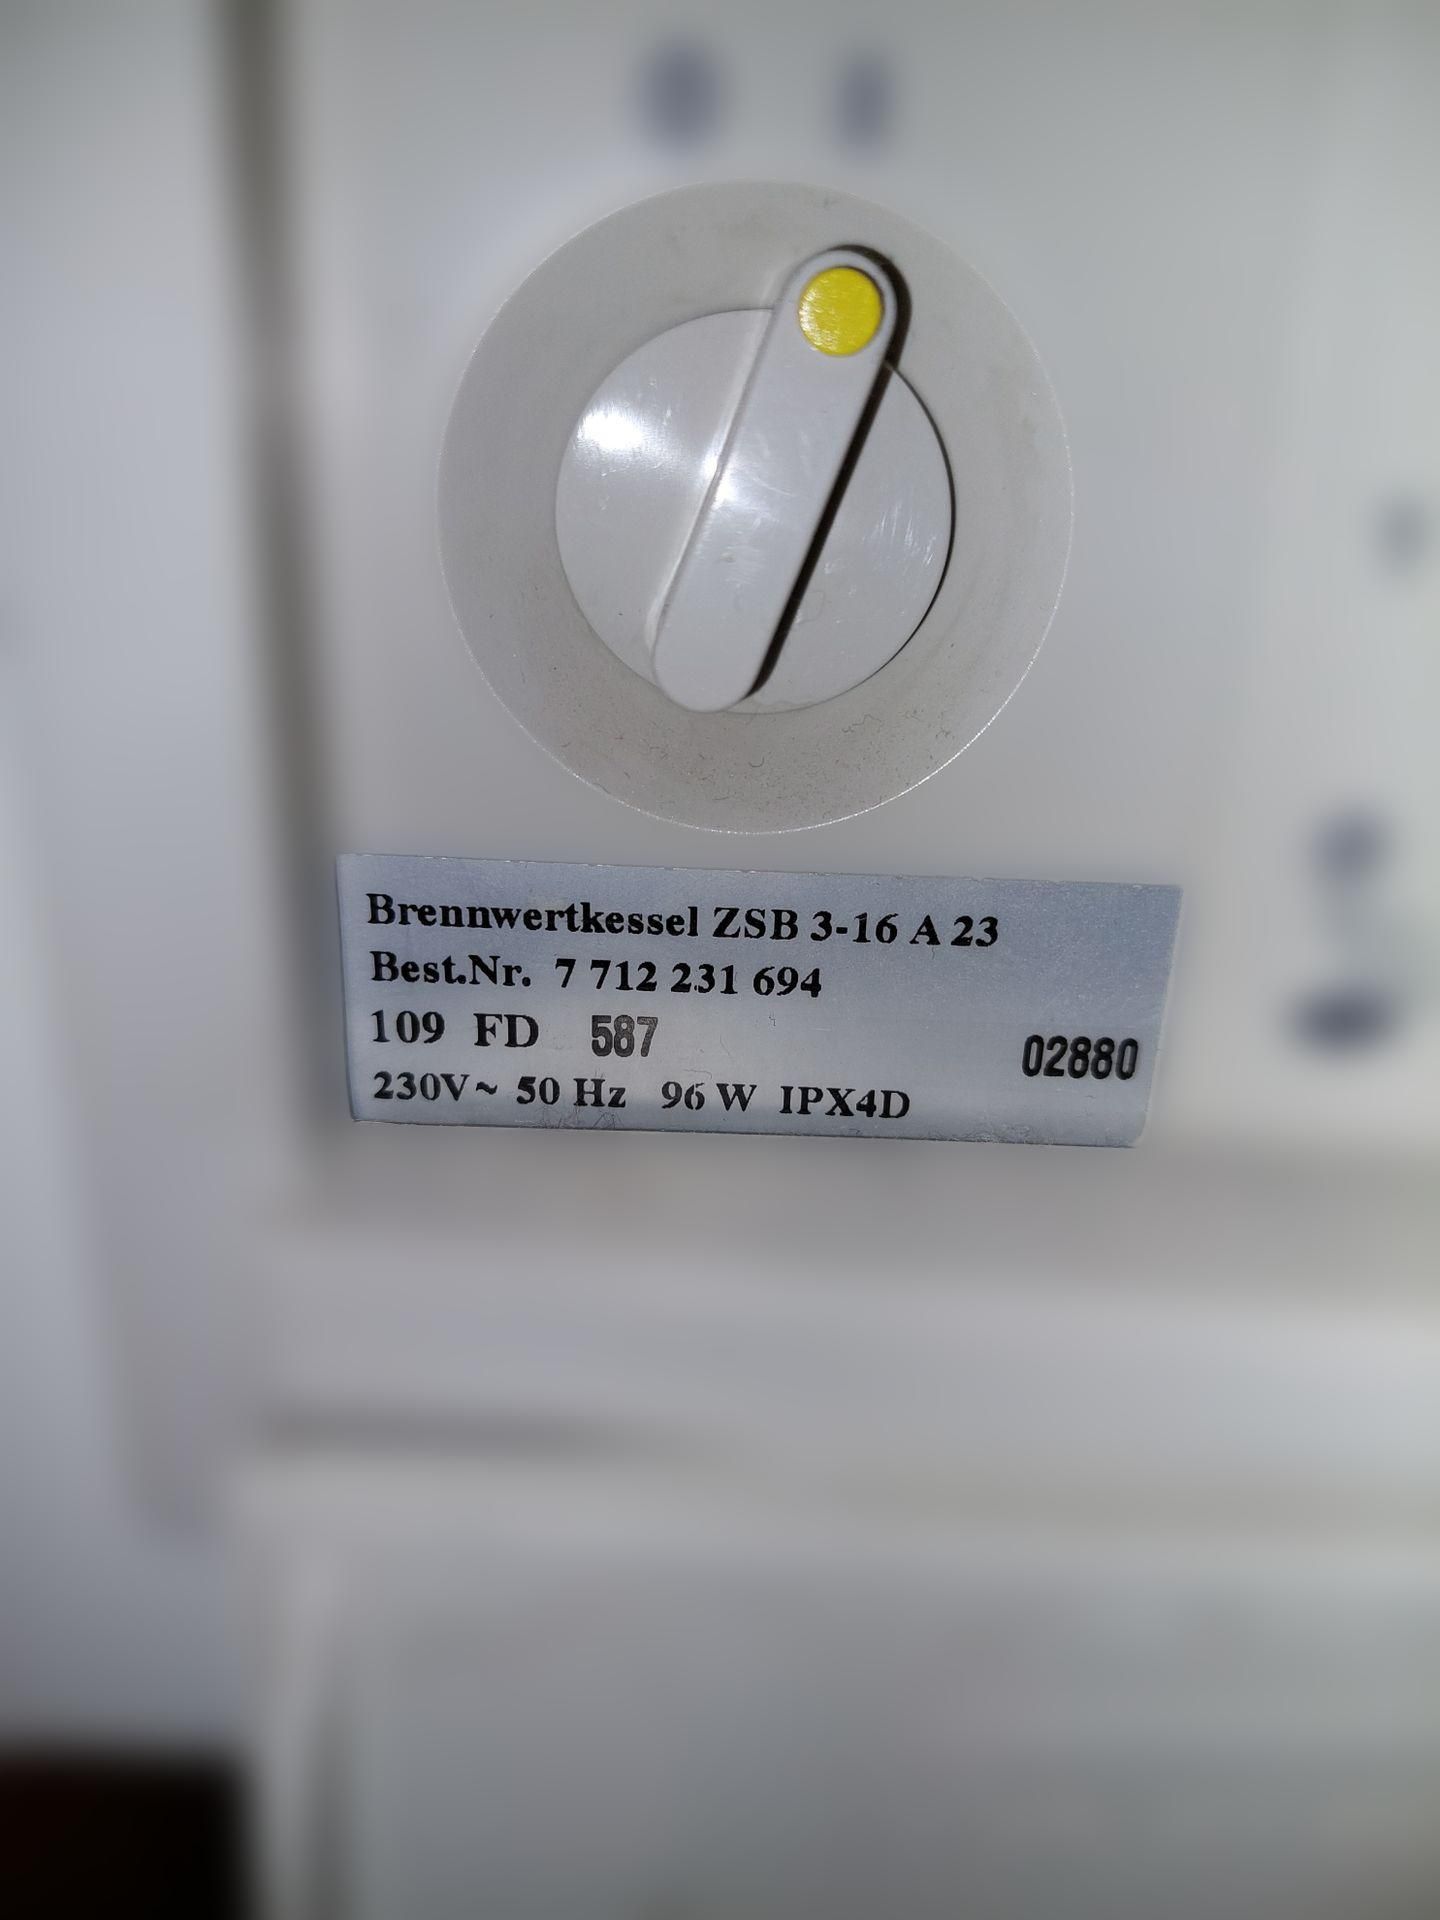 Brennwertkessel ZSB 3-16 A 23
Best.Nr. 7 712 231 694
109 FD 587 02880
230V~ 50 Hz 96 W IPX4D